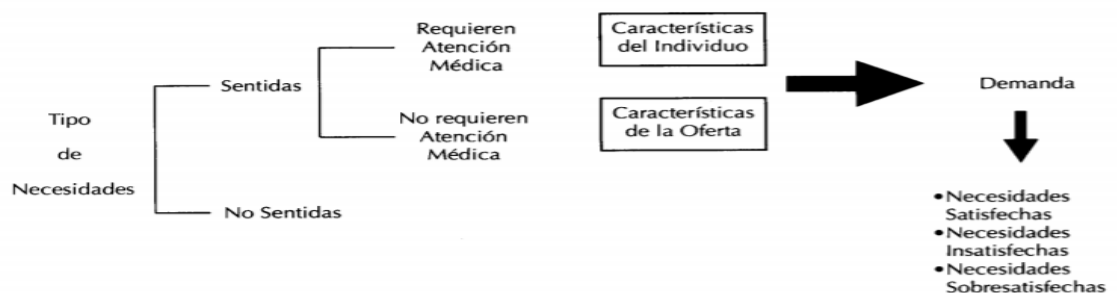 Tipo
de
Necesidades
Sentidas
No Sentidas
Requieren
Atención
Médica
No requieren
Atención
Médica
Características
del Individuo
Características
de la Oferta
Demanda
•Necesidades
Satisfechas
•Necesidades
Insatisfechas
•Necesidades
Sobresatisfechas